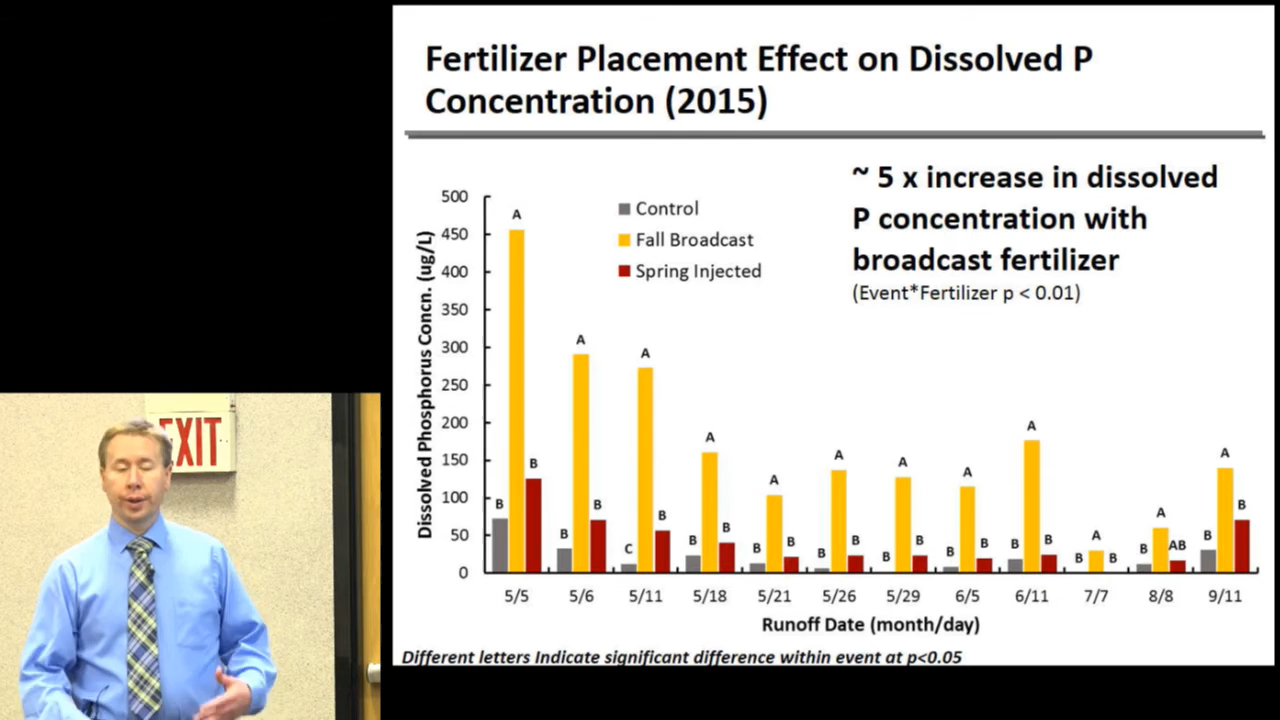 Fertilizer Placement Effect on Dissolved P
Concentration (2015)
~ 5 x increase in dissolved
P concentration with
broadcast fertilizer
(Event*Fertilizer p < 0.01)
Control
Fall Broadcast
Spring Injected
Dissolved Phosphorus Concn. (ug/L)
500
450
400
350
300
250
200
150
100
50
0
B A B
B A B
C A B
B A B
B A B
B A B
B A B
B A B
B A B
B A B
B A AB
B A B
5/5 5/6 5/11 5/18 5/21 5/26 5/29 6/5 6/11 7/7 8/8 9/11
Runoff Date (month/day)
Different letters Indicate significant difference within event at p<0.05
EXIT